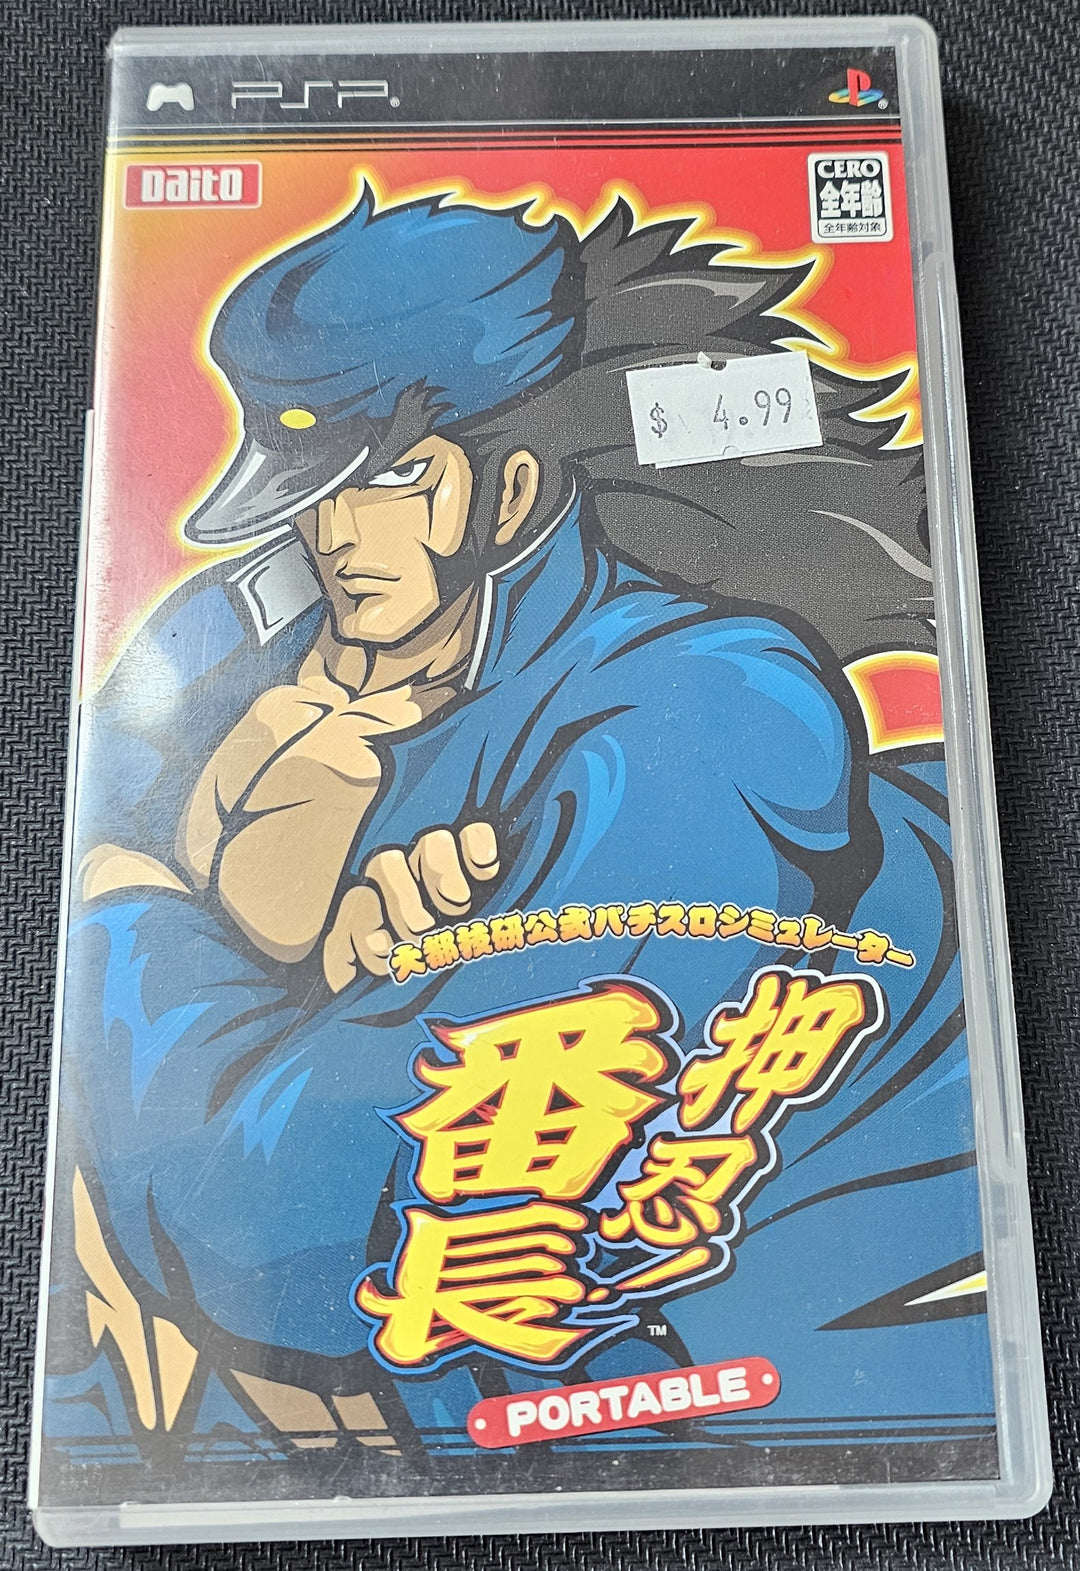 PSP®
Daito
CERO
全年齢
全年齢対象
$ 4.99
大都技研公式パチスロシミュレーター
押忍!
番長
™
PORTABLE